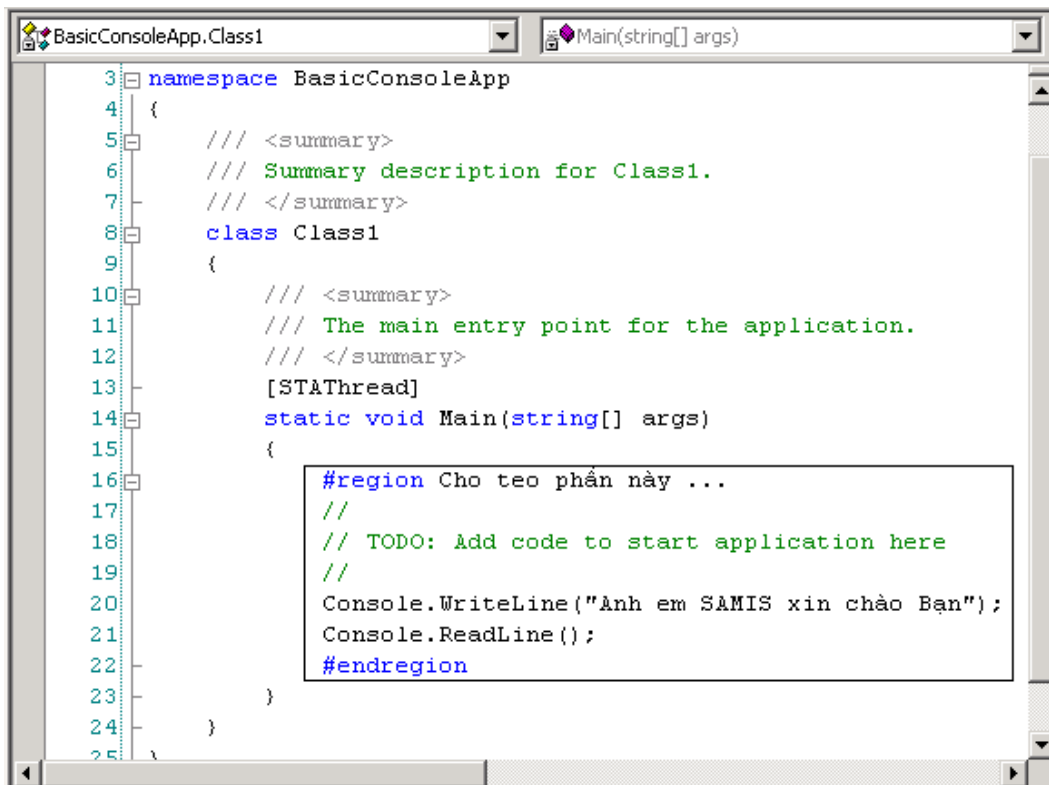 BasicConsoleApp.Class1 Main(string[] args)
3 namespace BasicConsoleApp
4 {
5 /// <summary>
6 /// Summary description for Class1.
7 /// </summary>
8 class Class1
9 {
10 /// <summary>
11 /// The main entry point for the application.
12 /// </summary>
13 [STAThread]
14 static void Main(string[] args)
15 {
16 #region Cho teo phần này ...
17 //
18 // TODO: Add code to start application here
19 //
20 Console.WriteLine("Anh em SAMIS xin chào Bạn");
21 Console.ReadLine();
22 #endregion
23 }
24 }
25 }